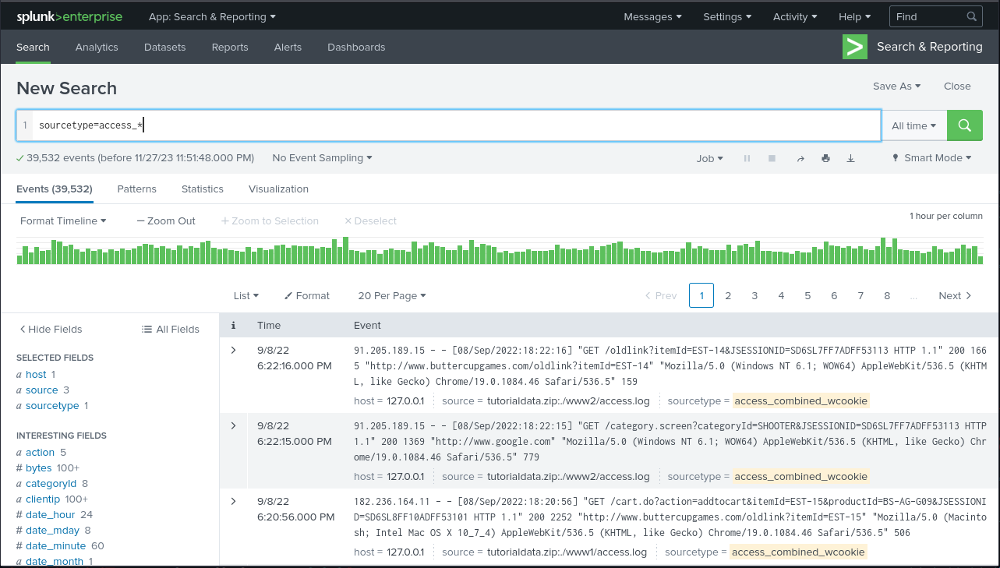 splunk>enterprise App: Search & Reporting Messages Settings Activity Help Find
Search Analytics Datasets Reports Alerts Dashboards Search & Reporting
New Search Save As Close
1 sourcetype=access_* All time
39,532 events (before 11/27/23 11:51:48.000 PM) No Event Sampling Job Smart Mode
Events (39,532) Patterns Statistics Visualization
Format Timeline — Zoom Out + Zoom to Selection × Deselect 1 hour per column
List Format 20 Per Page < Prev 1 2 3 4 5 6 7 8 ... Next >
< Hide Fields All Fields
SELECTED FIELDS
a host 1
a source 3
a sourcetype 1
INTERESTING FIELDS
a action 5
# bytes 100+
a categoryId 8
a clientip 100+
# date_hour 24
# date_mday 8
# date_minute 60
a date_month 1
i Time Event
> 9/8/22 6:22:16.000 PM
91.205.189.15 - - [08/Sep/2022:18:22:16] "GET /oldlink?itemId=EST-14&JSESSIONID=SD6SL7FF7ADFF53113 HTTP 1.1" 200 166
5 "http://www.buttercupgames.com/oldlink?itemId=EST-14" "Mozilla/5.0 (Windows NT 6.1; WOW64) AppleWebKit/536.5 (KHTM
L, like Gecko) Chrome/19.0.1084.46 Safari/536.5" 159
host = 127.0.0.1 source = tutorialdata.zip:./www2/access.log sourcetype = access_combined_wcookie
> 9/8/22 6:22:15.000 PM
91.205.189.15 - - [08/Sep/2022:18:22:15] "GET /category.screen?categoryId=SHOOTER&JSESSIONID=SD6SL7FF7ADFF53113 HTTP
1.1" 200 1369 "http://www.google.com" "Mozilla/5.0 (Windows NT 6.1; WOW64) AppleWebKit/536.5 (KHTML, like Gecko) Chr
ome/19.0.1084.46 Safari/536.5" 779
host = 127.0.0.1 source = tutorialdata.zip:./www2/access.log sourcetype = access_combined_wcookie
> 9/8/22 6:20:56.000 PM
182.236.164.11 - - [08/Sep/2022:18:20:56] "GET /cart.do?action=addtocart&itemId=EST-15&productId=BS-AG-G09&JSESSIONI
D=SD6SL8FF10ADFF53101 HTTP 1.1" 200 2252 "http://www.buttercupgames.com/oldlink?itemId=EST-15" "Mozilla/5.0 (Macinto
sh; Intel Mac OS X 10_7_4) AppleWebKit/536.5 (KHTML, like Gecko) Chrome/19.0.1084.46 Safari/536.5" 506
host = 127.0.0.1 source = tutorialdata.zip:./www1/access.log sourcetype = access_combined_wcookie